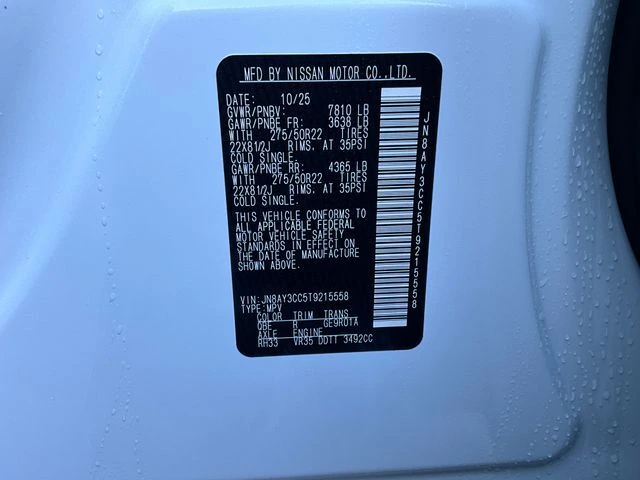 MFD BY NISSAN MOTOR CO.,LTD.
DATE: 10/25
GVWR/PNBV: 7810 LB
GAWR/PNBE FR: 3638 LB
WITH 275/50R22 TIRES
22X81/2J RIMS. AT 35PSI
COLD SINGLE.
GAWR/PNBE RR: 4365 LB
WITH 275/50R22 TIRES
22X81/2J RIMS. AT 35PSI
COLD SINGLE.
THIS VEHICLE CONFORMS TO
ALL APPLICABLE FEDERAL
MOTOR VEHICLE SAFETY
STANDARDS IN EFFECT ON
THE DATE OF MANUFACTURE
SHOWN ABOVE.
VIN:JN8AY3CC5T9215558
TYPE:MPV
COLOR TRIM TRANS
QBE H GE9R01A
AXLE ENGINE
RH33 VR35 DDTT 3492CC
JN8AY3CC5T9215558